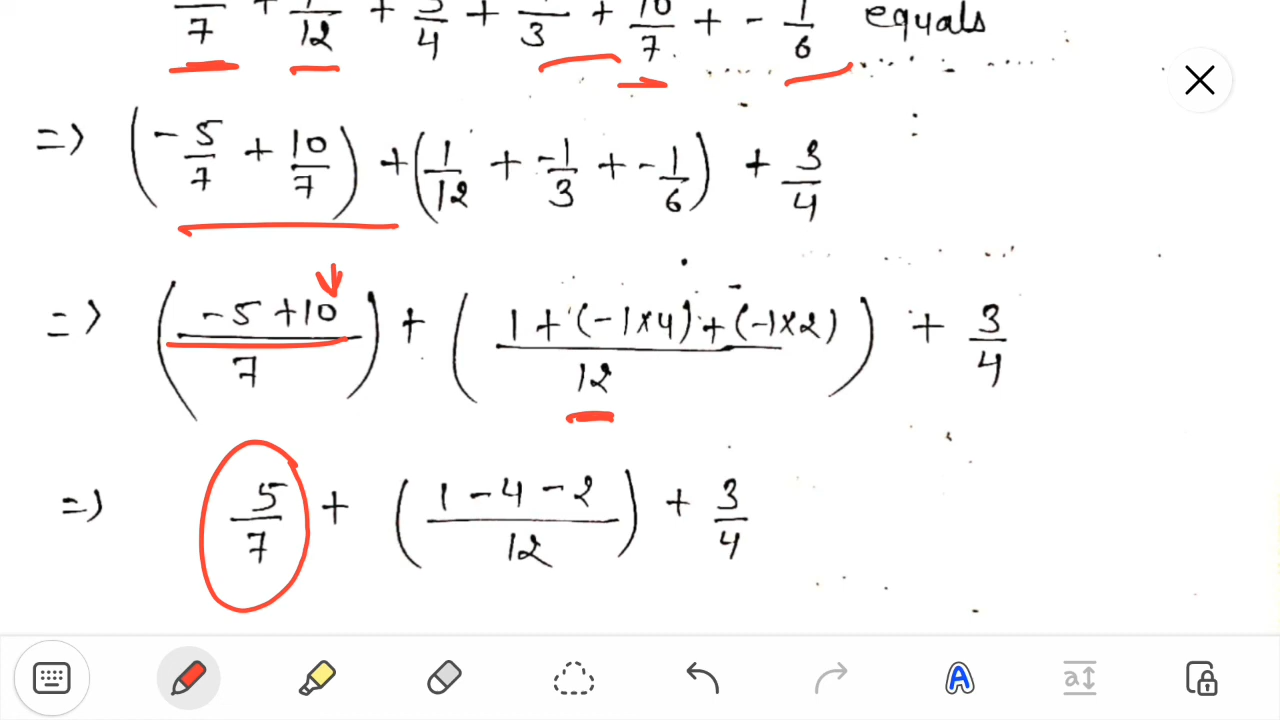 /7 + 1/12 + 3/4 + /3 + 10/7 + - 1/6 equals
=> (-5/7 + 10/7) + (1/12 + -1/3 + -1/6) + 3/4
=> (-5+10/7) + (1+(-1×4)+(-1×2)/12) + 3/4
=> 5/7 + (1-4-2/12) + 3/4
A a